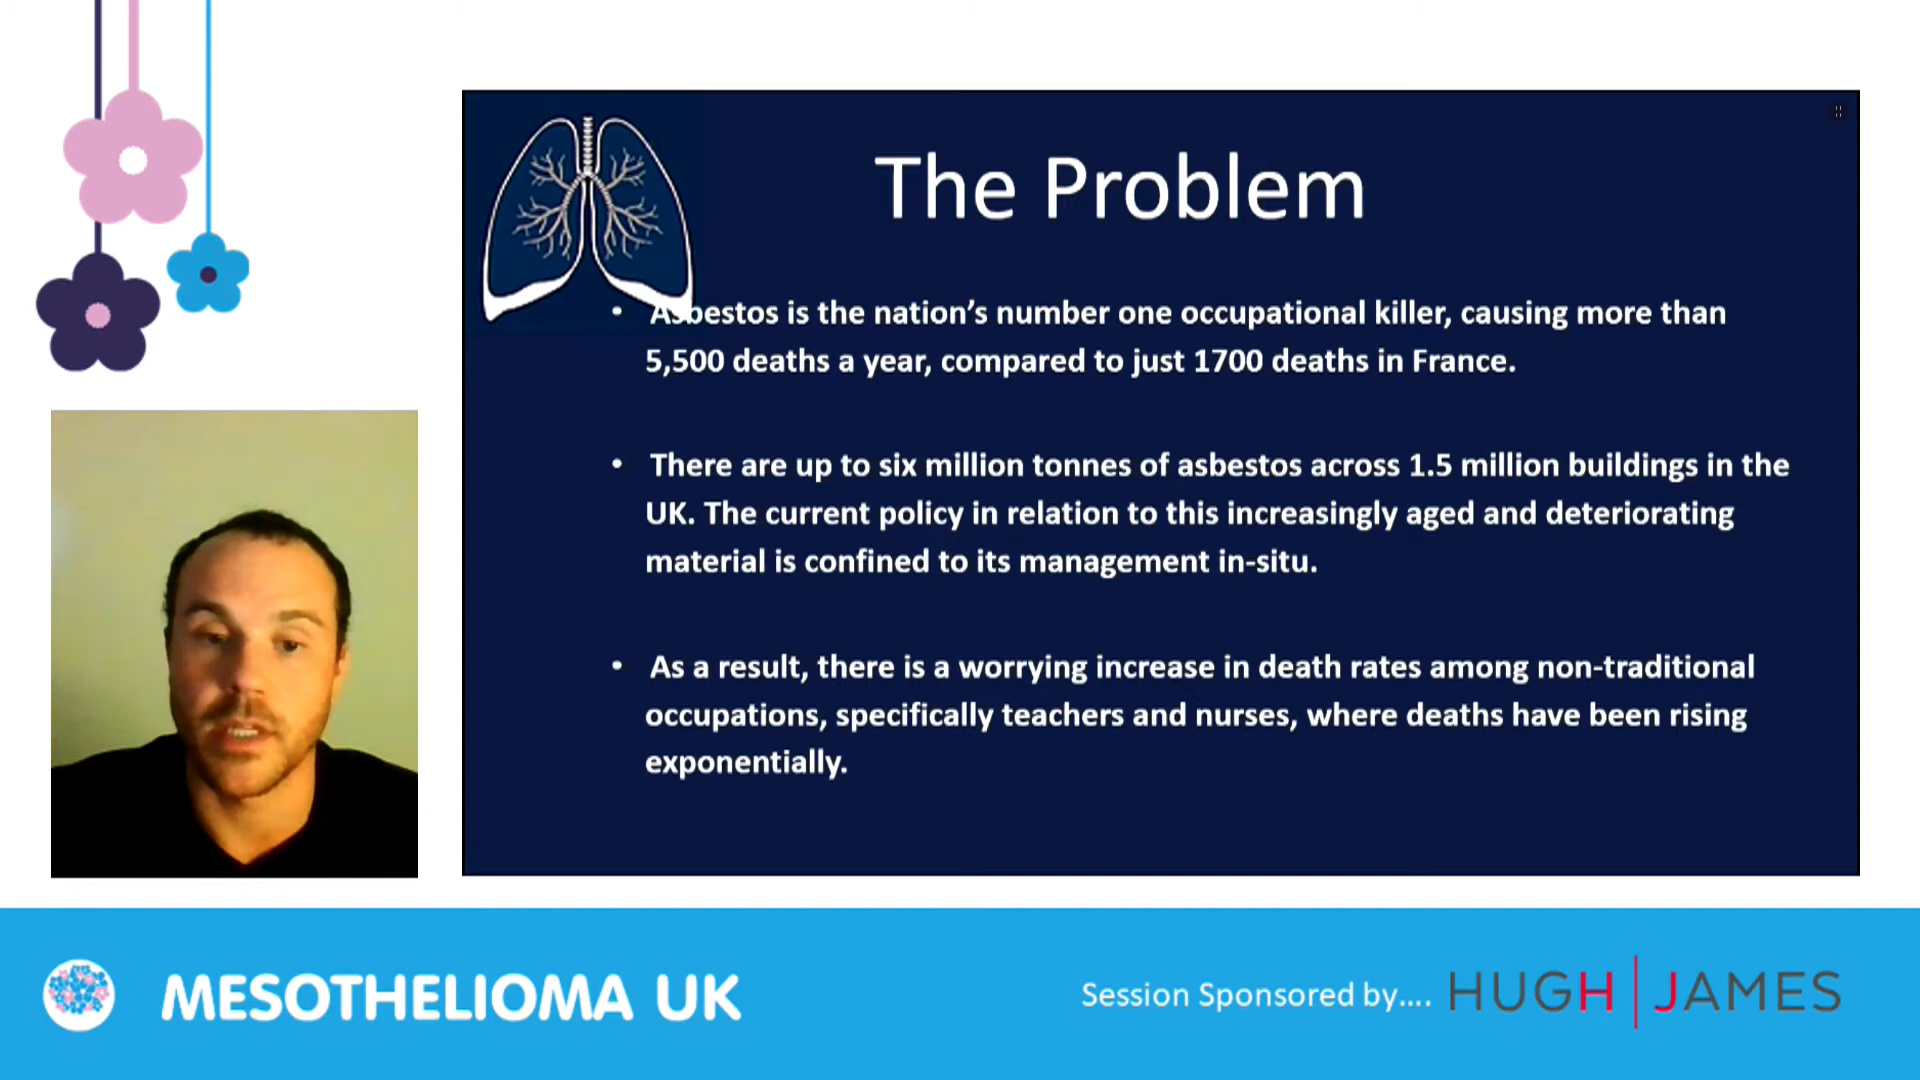 The Problem
• Asbestos is the nation’s number one occupational killer, causing more than
5,500 deaths a year, compared to just 1700 deaths in France.
• There are up to six million tonnes of asbestos across 1.5 million buildings in the
UK. The current policy in relation to this increasingly aged and deteriorating
material is confined to its management in-situ.
• As a result, there is a worrying increase in death rates among non-traditional
occupations, specifically teachers and nurses, where deaths have been rising
exponentially.
MESOTHELIOMA UK
Session Sponsored by.... HUGH | JAMES